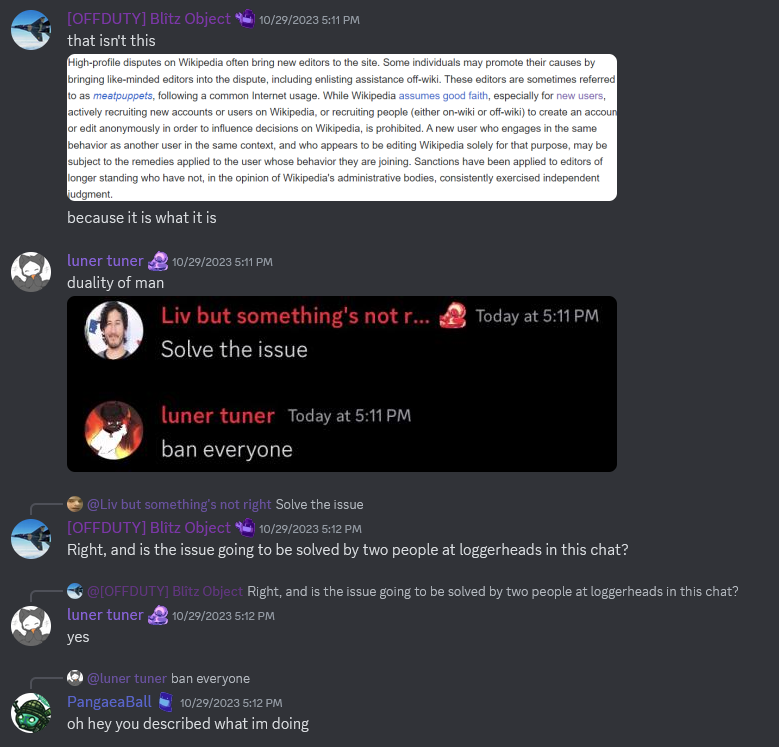 [OFFDUTY] Blitz Object 10/29/2023 5:11 PM
that isn't this
High-profile disputes on Wikipedia often bring new editors to the site. Some individuals may promote their causes by
bringing like-minded editors into the dispute, including enlisting assistance off-wiki. These editors are sometimes referred
to as meatpuppets, following a common Internet usage. While Wikipedia assumes good faith, especially for new users,
actively recruiting new accounts or users on Wikipedia, or recruiting people (either on-wiki or off-wiki) to create an accoun
or edit anonymously in order to influence decisions on Wikipedia, is prohibited. A new user who engages in the same
behavior as another user in the same context, and who appears to be editing Wikipedia solely for that purpose, may be
subject to the remedies applied to the user whose behavior they are joining. Sanctions have been applied to editors of
longer standing who have not, in the opinion of Wikipedia's administrative bodies, consistently exercised independent
judgment.
because it is what it is
luner tuner 10/29/2023 5:11 PM
duality of man
Liv but something's not r... Today at 5:11 PM
Solve the issue
luner tuner Today at 5:11 PM
ban everyone
@Liv but something's not right Solve the issue
[OFFDUTY] Blitz Object 10/29/2023 5:12 PM
Right, and is the issue going to be solved by two people at loggerheads in this chat?
@[OFFDUTY] Blitz Object Right, and is the issue going to be solved by two people at loggerheads in this chat?
luner tuner 10/29/2023 5:12 PM
yes
@luner tuner ban everyone
PangaeaBall 10/29/2023 5:12 PM
oh hey you described what im doing